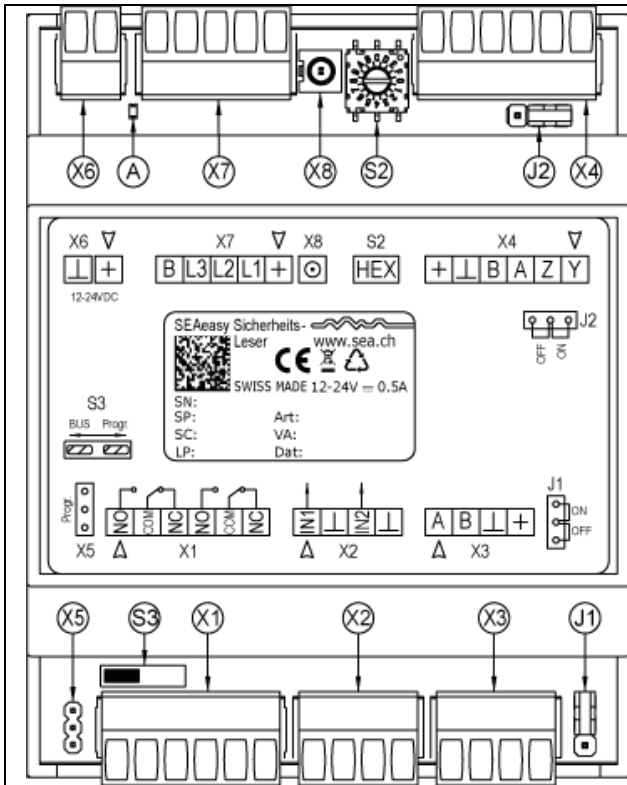 X6 A X7 X8 S2 J2 X4
X6 X7 X8 S2 X4
⊥ + B L3 L2 L1 + HEX + ⊥ B A Z Y
12-24VDC
J2
OFF ON
SEAeasy Sicherheits-
Leser www.sea.ch
CE
SWISS MADE 12-24V ⎓ 0.5A
SN:
SP: Art:
SC: VA:
LP: Dat:
S3
BUS Progr.
J1
ON
OFF
Progr.
NO COM NC NO COM NC IN1 ⊥ IN2 ⊥ A B ⊥ +
X5 X1 X2 X3
X5 S3 X1 X2 X3 J1